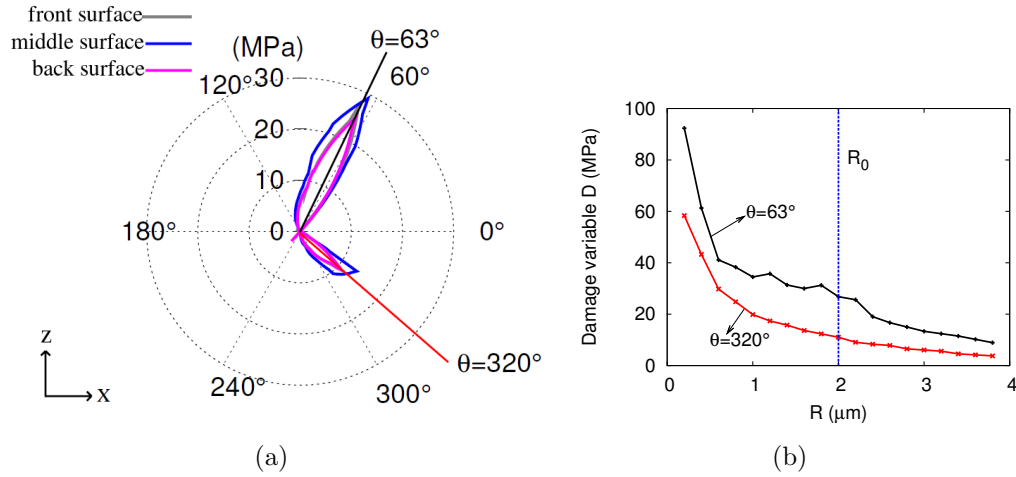 front surface
middle surface
back surface
(MPa)
θ=63°
120°
30
60°
20
10
180°
0
0°
θ=320°
240°
300°
z
x
(a)
100
80
60
40
20
0
Damage variable D (MPa)
R0
θ=63°
θ=320°
0
1
2
3
4
R (μm)
(b)